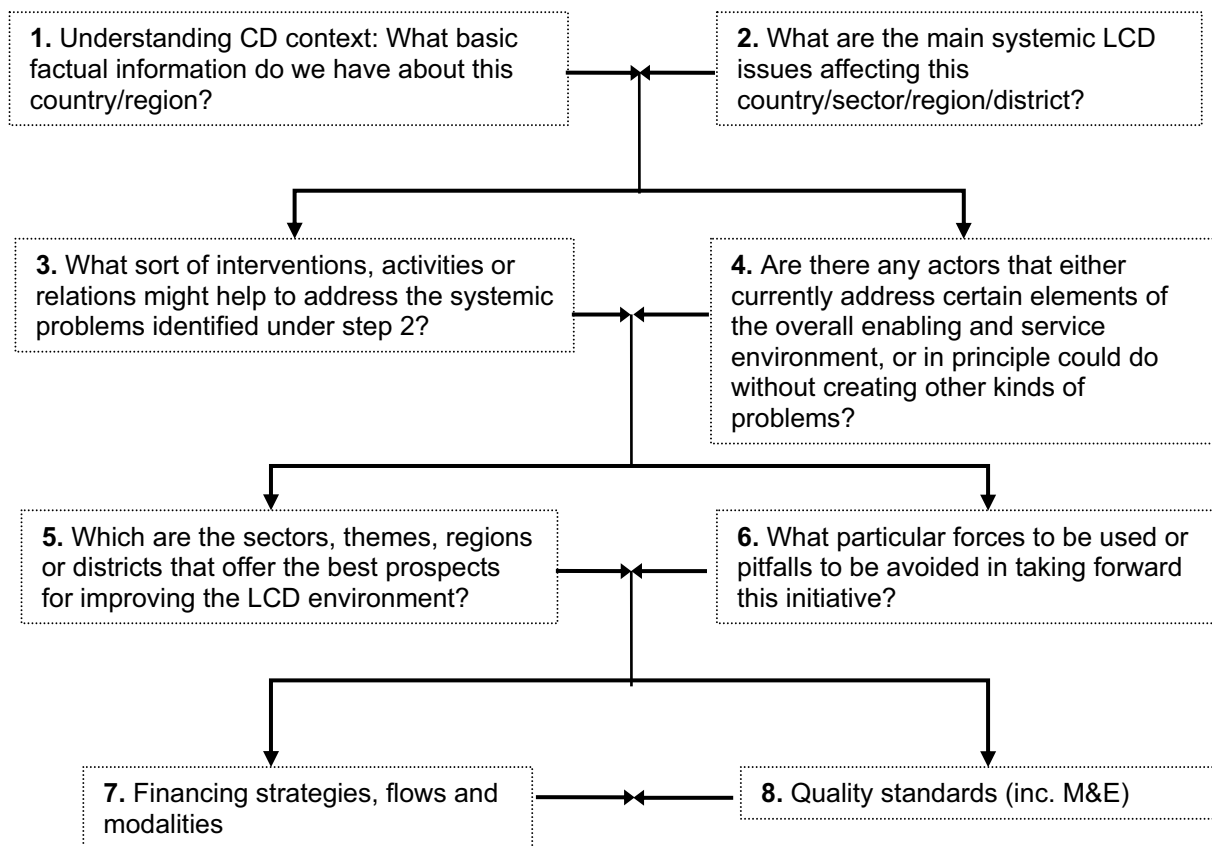 1. Understanding CD context: What basic
factual information do we have about this
country/region?
2. What are the main systemic LCD
issues affecting this
country/sector/region/district?
3. What sort of interventions, activities or
relations might help to address the systemic
problems identified under step 2?
4. Are there any actors that either
currently address certain elements of
the overall enabling and service
environment, or in principle could do
without creating other kinds of
problems?
5. Which are the sectors, themes, regions
or districts that offer the best prospects
for improving the LCD environment?
6. What particular forces to be used or
pitfalls to be avoided in taking forward
this initiative?
7. Financing strategies, flows and
modalities
8. Quality standards (inc. M&E)